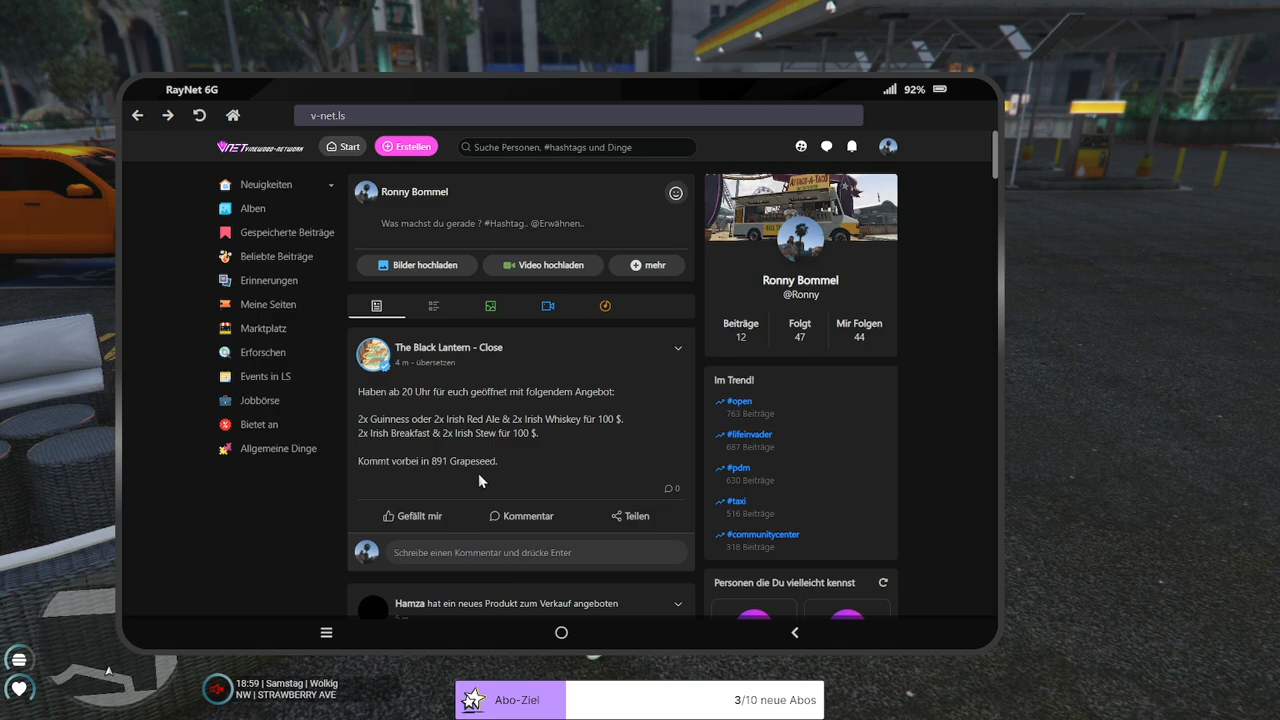 RayNet 6G
92%
v-net.ls
VNET VINEWOOD-NETWORK
Start
Erstellen
Suche Personen, #hashtags und Dinge
Neuigkeiten
Alben
Gespeicherte Beiträge
Beliebte Beiträge
Erinnerungen
Meine Seiten
Marktplatz
Erforschen
Events in LS
Jobbörse
Bietet an
Allgemeine Dinge
Ronny Bommel
Was machst du gerade ? #Hashtag.. @Erwähnen..
Bilder hochladen
Video hochladen
mehr
The Black Lantern - Close
4 m - übersetzen
Haben ab 20 Uhr für euch geöffnet mit folgendem Angebot:
2x Guinness oder 2x Irish Red Ale & 2x Irish Whiskey für 100 $.
2x Irish Breakfast & 2x Irish Stew für 100 $.
Kommt vorbei in 891 Grapeseed.
0
Gefällt mir
Kommentar
Teilen
Schreibe einen Kommentar und drücke Enter
Hamza hat ein neues Produkt zum Verkauf angeboten
ATTACK-A-TACO
Ronny Bommel
@Ronny
Beiträge
12
Folgt
47
Mir Folgen
44
Im Trend!
#open
763 Beiträge
#lifeinvader
687 Beiträge
#pdm
630 Beiträge
#taxi
516 Beiträge
#communitycenter
318 Beiträge
Personen die Du vielleicht kennst
18:59 | Samstag | Wolkig
NW | STRAWBERRY AVE
Abo-Ziel
3/10 neue Abos